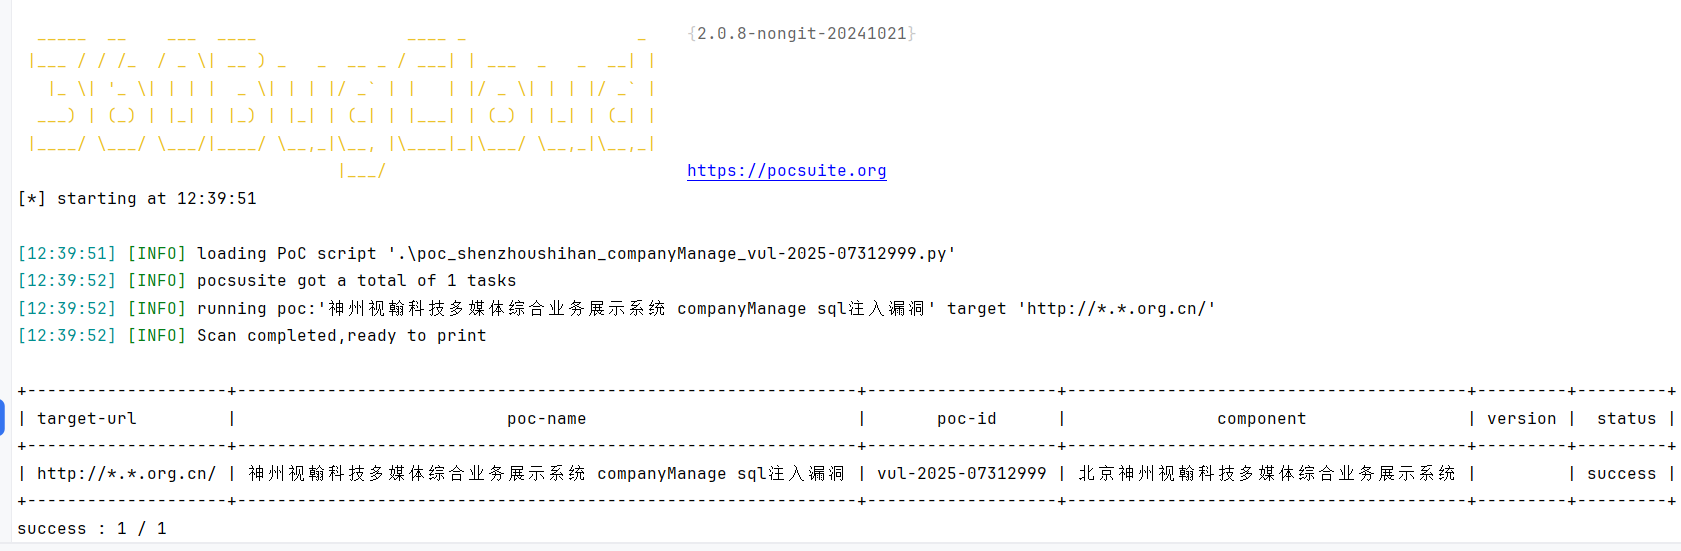 {2.0.8-nongit-20241021}
360BugCloud
https://pocsuite.org
[*] starting at 12:39:51
[12:39:51] [INFO] loading PoC script '.\poc_shenzhoushihan_companyManage_vul-2025-07312999.py'
[12:39:52] [INFO] pocsusite got a total of 1 tasks
[12:39:52] [INFO] running poc:'神州视翰科技多媒体综合业务展示系统 companyManage sql注入漏洞' target 'http://*.*.org.cn/'
[12:39:52] [INFO] Scan completed,ready to print
+--------------------+--------------------------------------------------------------+-------------------+----------------------------------------+---------+---------+
| target-url | poc-name | poc-id | component | version | status |
+--------------------+--------------------------------------------------------------+-------------------+----------------------------------------+---------+---------+
| http://*.*.org.cn/ | 神州视翰科技多媒体综合业务展示系统 companyManage sql注入漏洞 | vul-2025-07312999 | 北京神州视翰科技多媒体综合业务展示系统 | | success |
+--------------------+--------------------------------------------------------------+-------------------+----------------------------------------+---------+---------+
success : 1 / 1